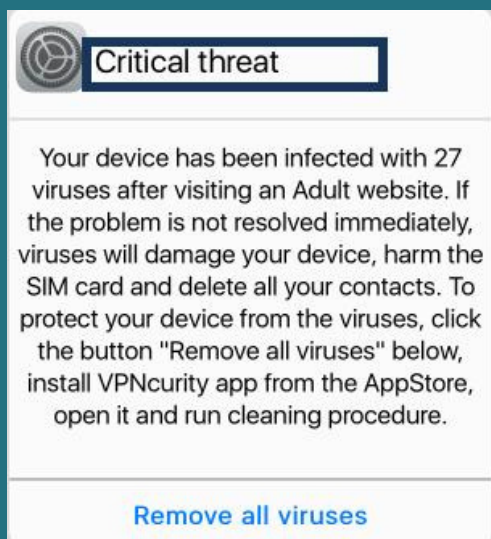 Critical threat
Your device has been infected with 27
viruses after visiting an Adult website. If
the problem is not resolved immediately,
viruses will damage your device, harm the
SIM card and delete all your contacts. To
protect your device from the viruses, click
the button "Remove all viruses" below,
install VPNcurity app from the AppStore,
open it and run cleaning procedure.
Remove all viruses